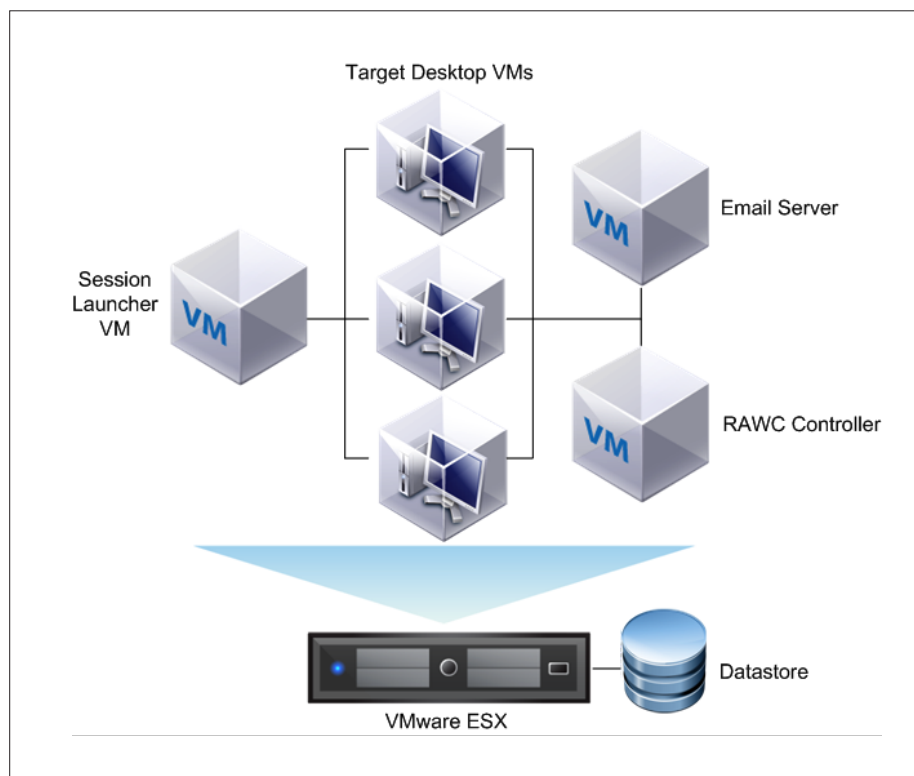 Target Desktop VMs
VM
Email Server
Session
Launcher
VM
VM
VM
RAWC Controller
Datastore
VMware ESX